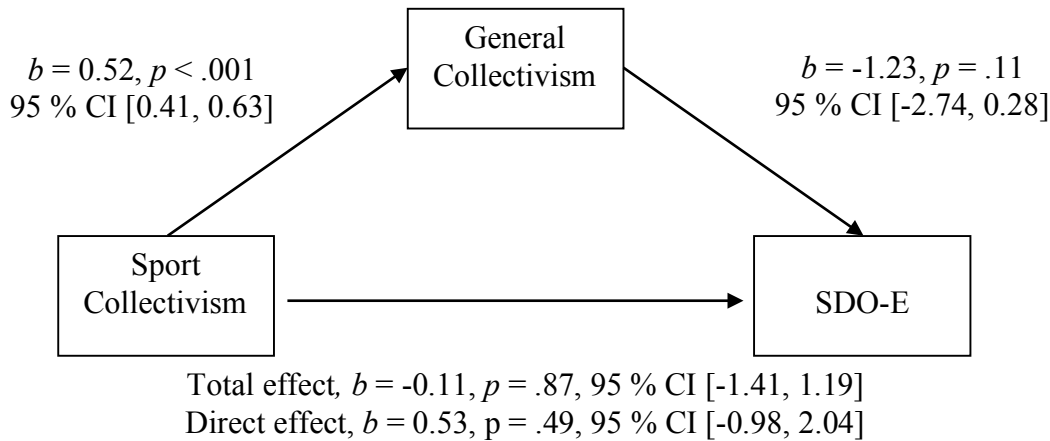 General
Collectivism
b = 0.52, p < .001
95 % CI [0.41, 0.63]
b = -1.23, p = .11
95 % CI [-2.74, 0.28]
Sport
Collectivism
SDO-E
Total effect, b = -0.11, p = .87, 95 % CI [-1.41, 1.19]
Direct effect, b = 0.53, p = .49, 95 % CI [-0.98, 2.04]